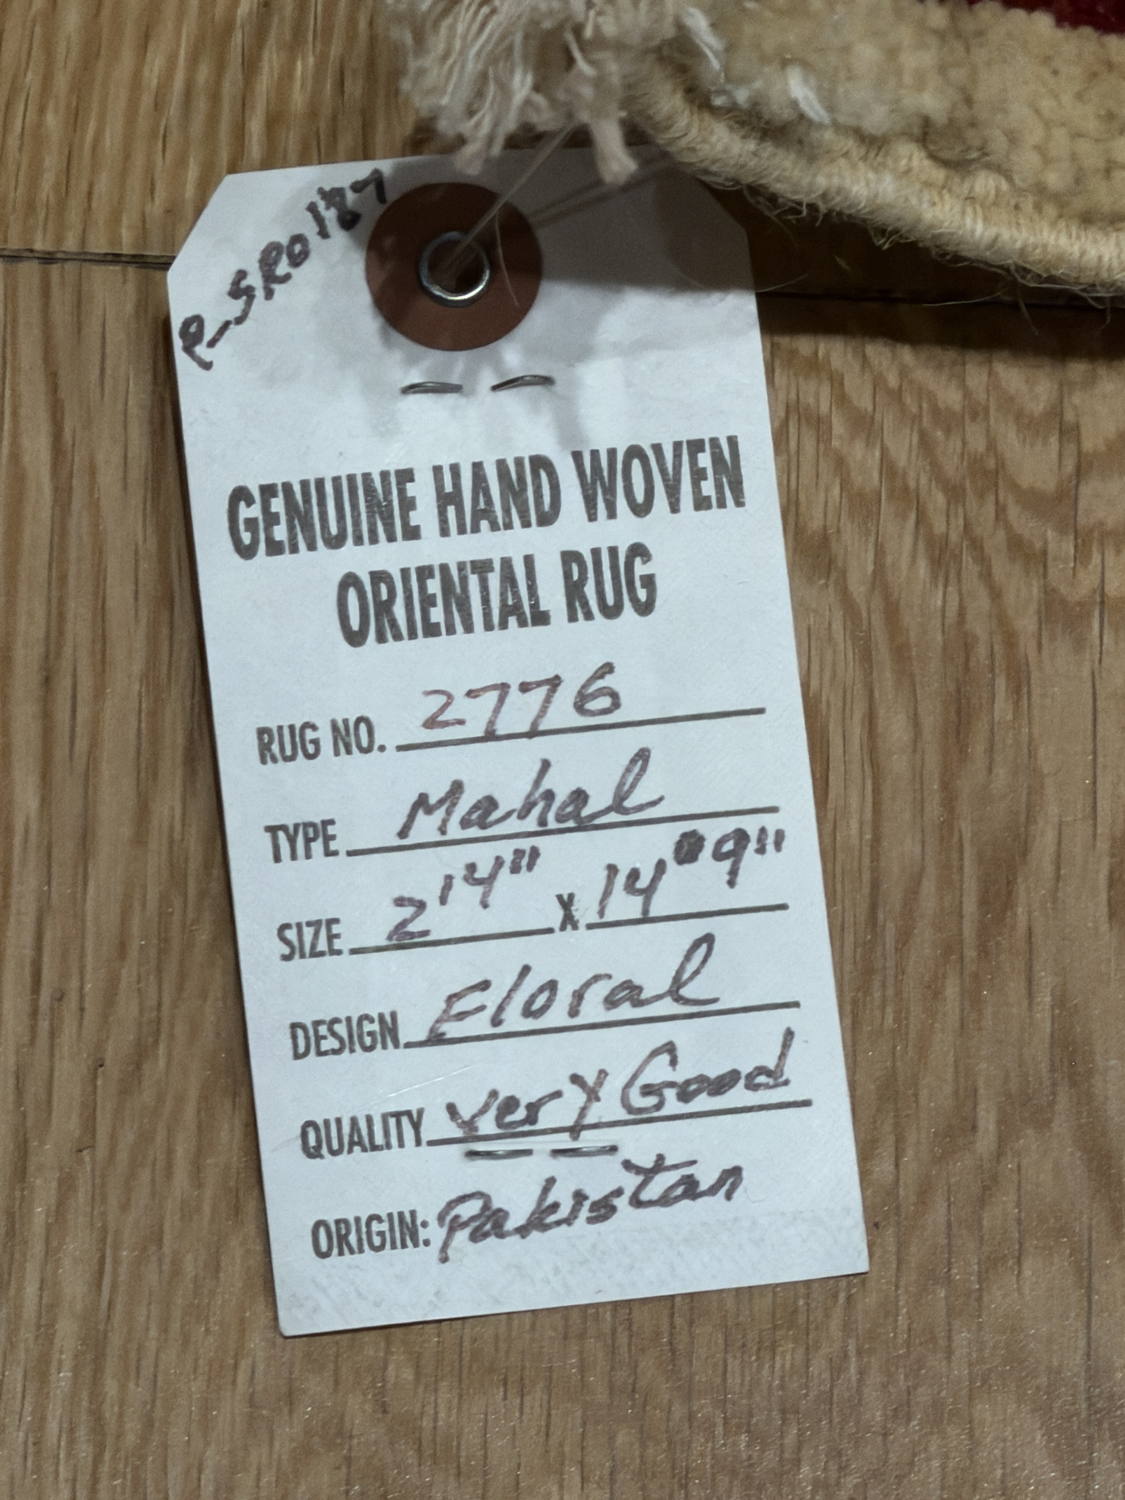 P_SR0187
GENUINE HAND WOVEN
ORIENTAL RUG
RUG NO. 2776
TYPE Mahal
SIZE 2'4" X 14'9"
DESIGN Floral
QUALITY Very Good
ORIGIN: Pakistan